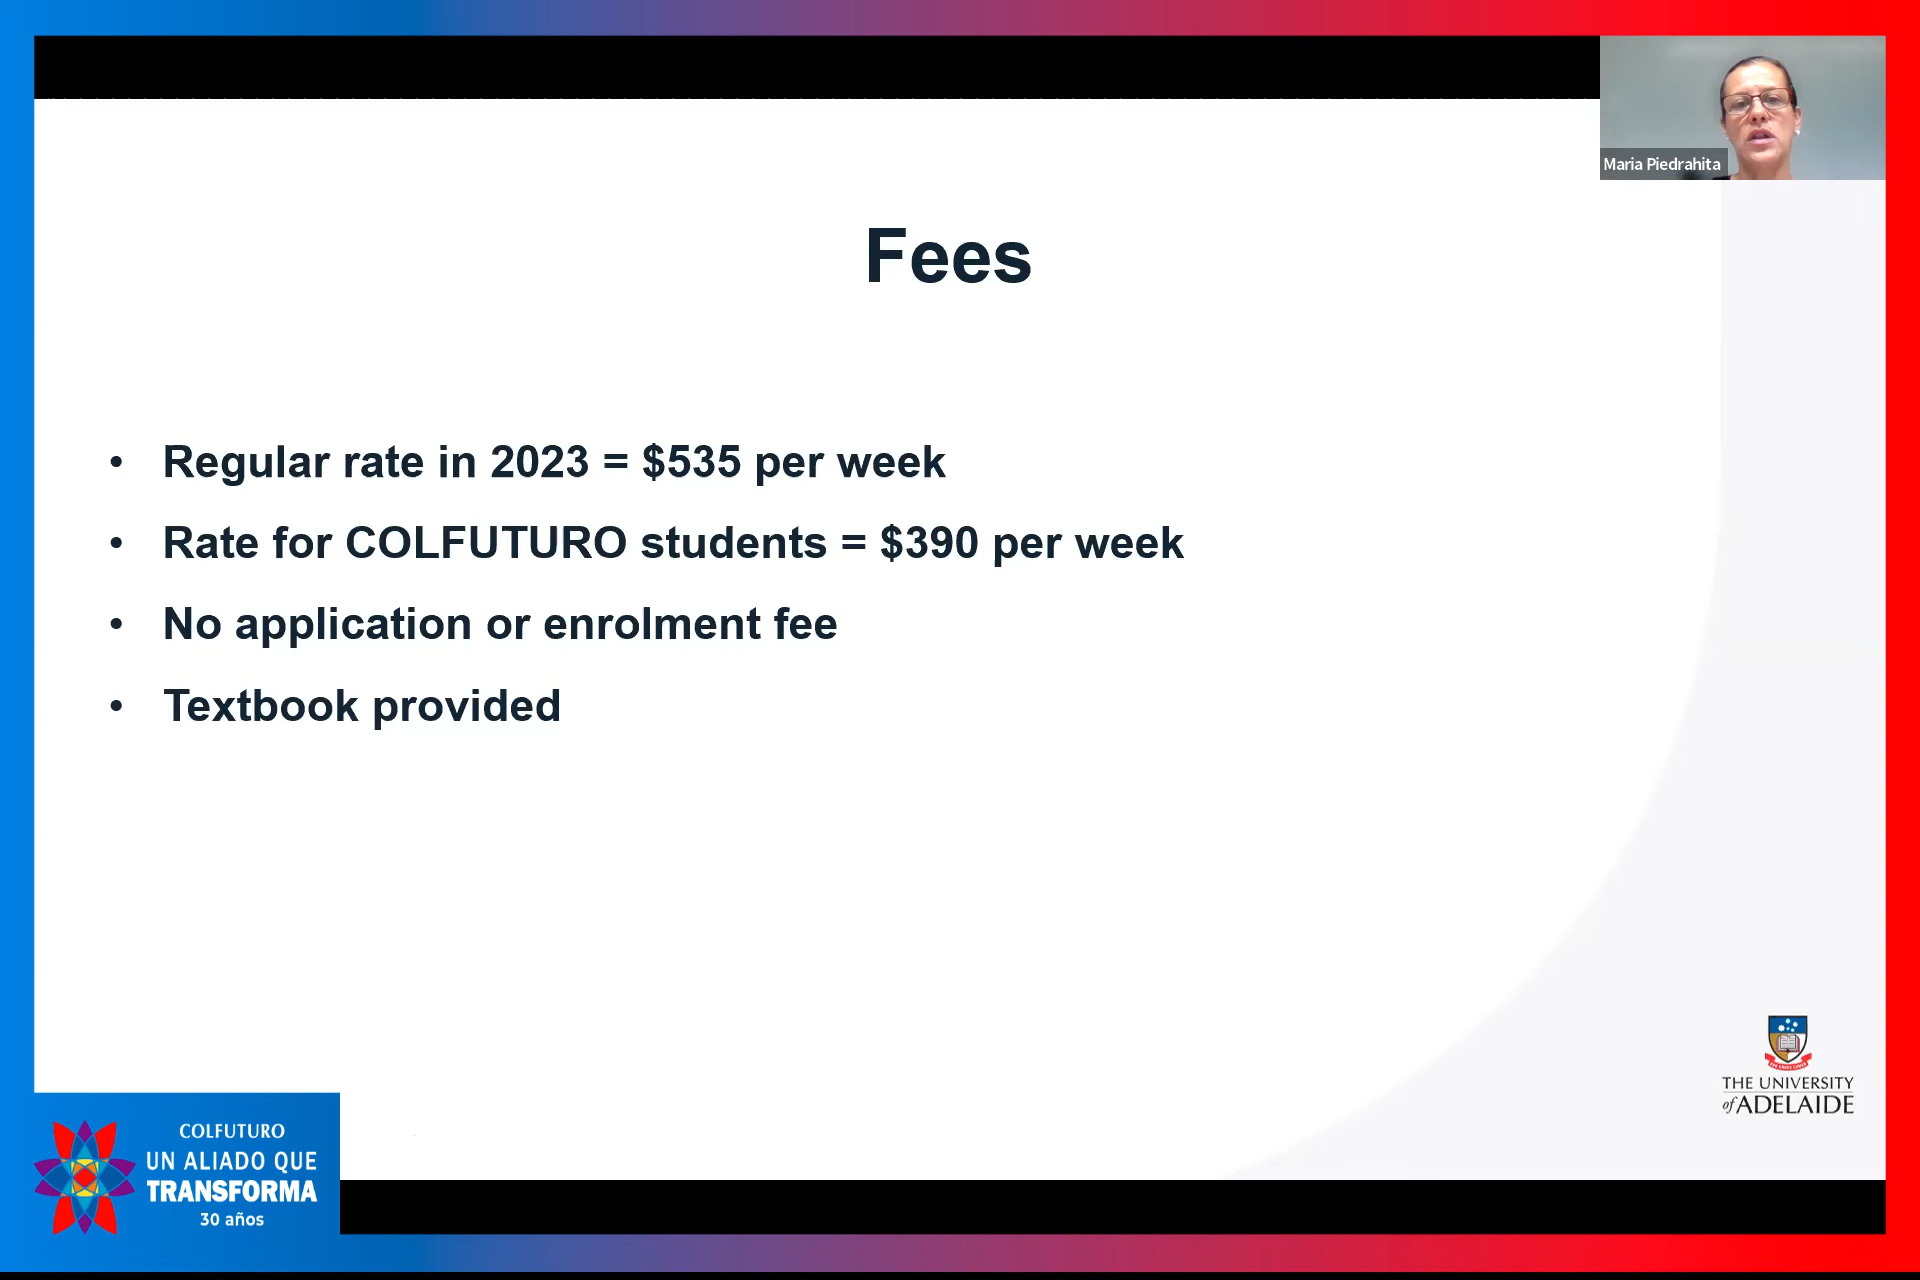 Maria Piedrahita
Fees
• Regular rate in 2023 = $535 per week
• Rate for COLFUTURO students = $390 per week
• No application or enrolment fee
• Textbook provided
THE UNIVERSITY
of ADELAIDE
COLFUTURO
UN ALIADO QUE
TRANSFORMA
30 años